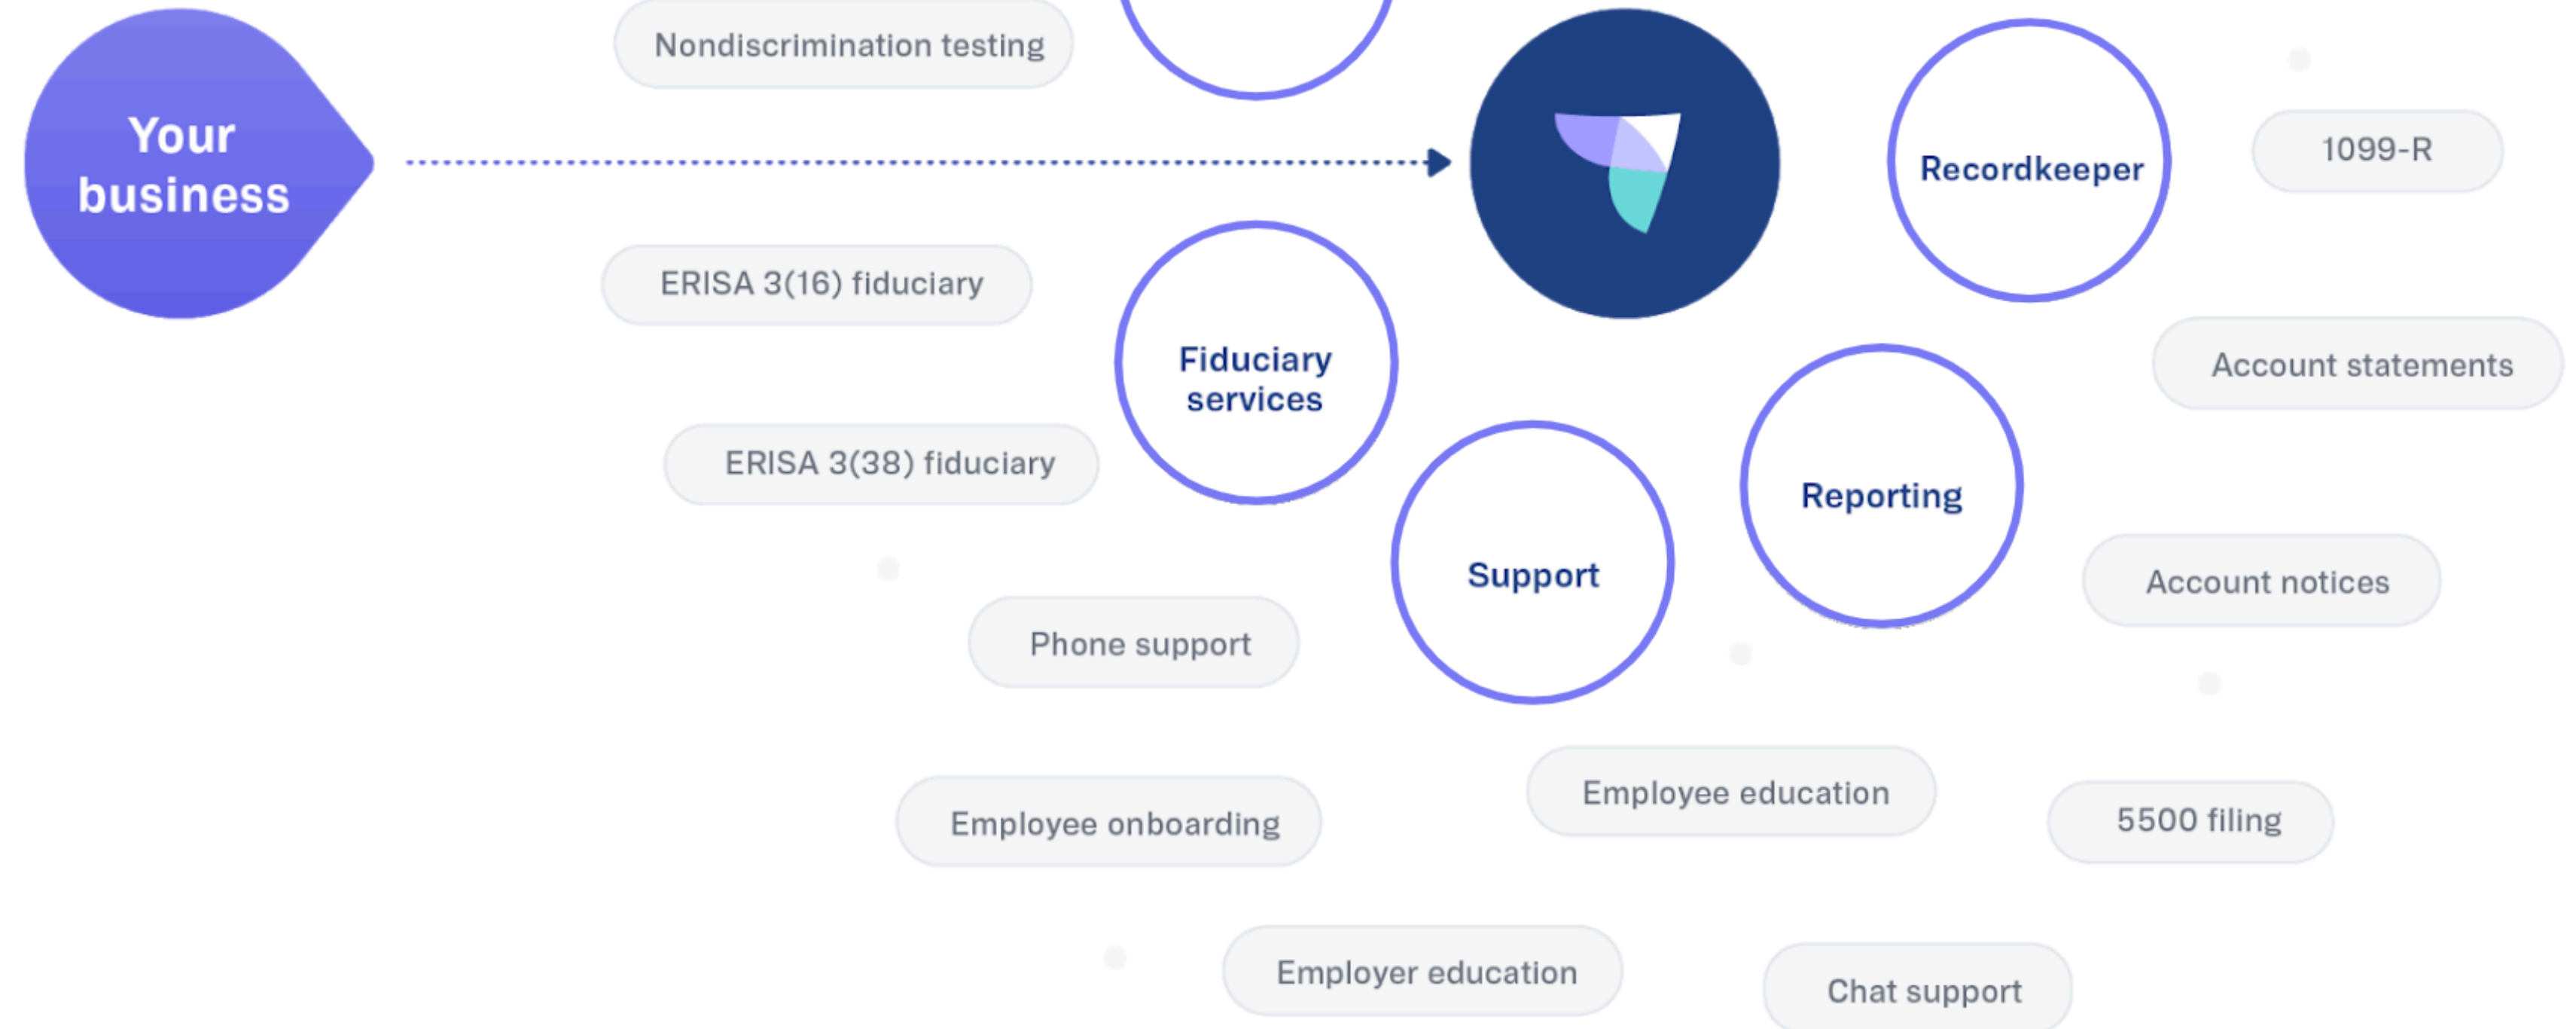 Nondiscrimination testing
Your
business
Recordkeeper
1099-R
ERISA 3(16) fiduciary
Fiduciary
services
Account statements
ERISA 3(38) fiduciary
Reporting
Support
Account notices
Phone support
Employee education
5500 filing
Employee onboarding
Employer education
Chat support